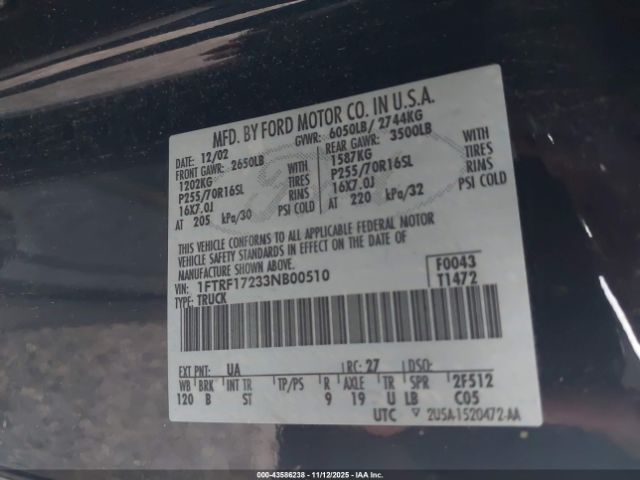 MFD. BY FORD MOTOR CO. IN U.S.A.
DATE: 12/02 GVWR: 6050LB/ 2744KG
FRONT GAWR: 2650LB REAR GAWR: 3500LB
1202KG WITH 1587KG WITH
P255/70R16SL TIRES P255/70R16SL TIRES
16X7.0J RINS 16X7.0J RINS
AT 205 kPa/30 PSI COLD AT 220 kPa/32 PSI COLD
THIS VEHICLE CONFORMS TO ALL APPLICABLE FEDERAL MOTOR
VEHICLE SAFETY STANDARDS IN EFFECT ON THE DATE OF
MANUFACTURE SHOWN ABOVE.
VIN: 1FTRF17233NB00510 F0043
TYPE: TRUCK T1472
EXT PNT: UA RC: 27 DSO:
WB BRK INT TR TP/PS R AXLE TR SPR 2F512
120 B ST 9 19 U LB C05
UTC 2U5A-1520472-AA
000-43586238 - 11/12/2025 - IAAI.com